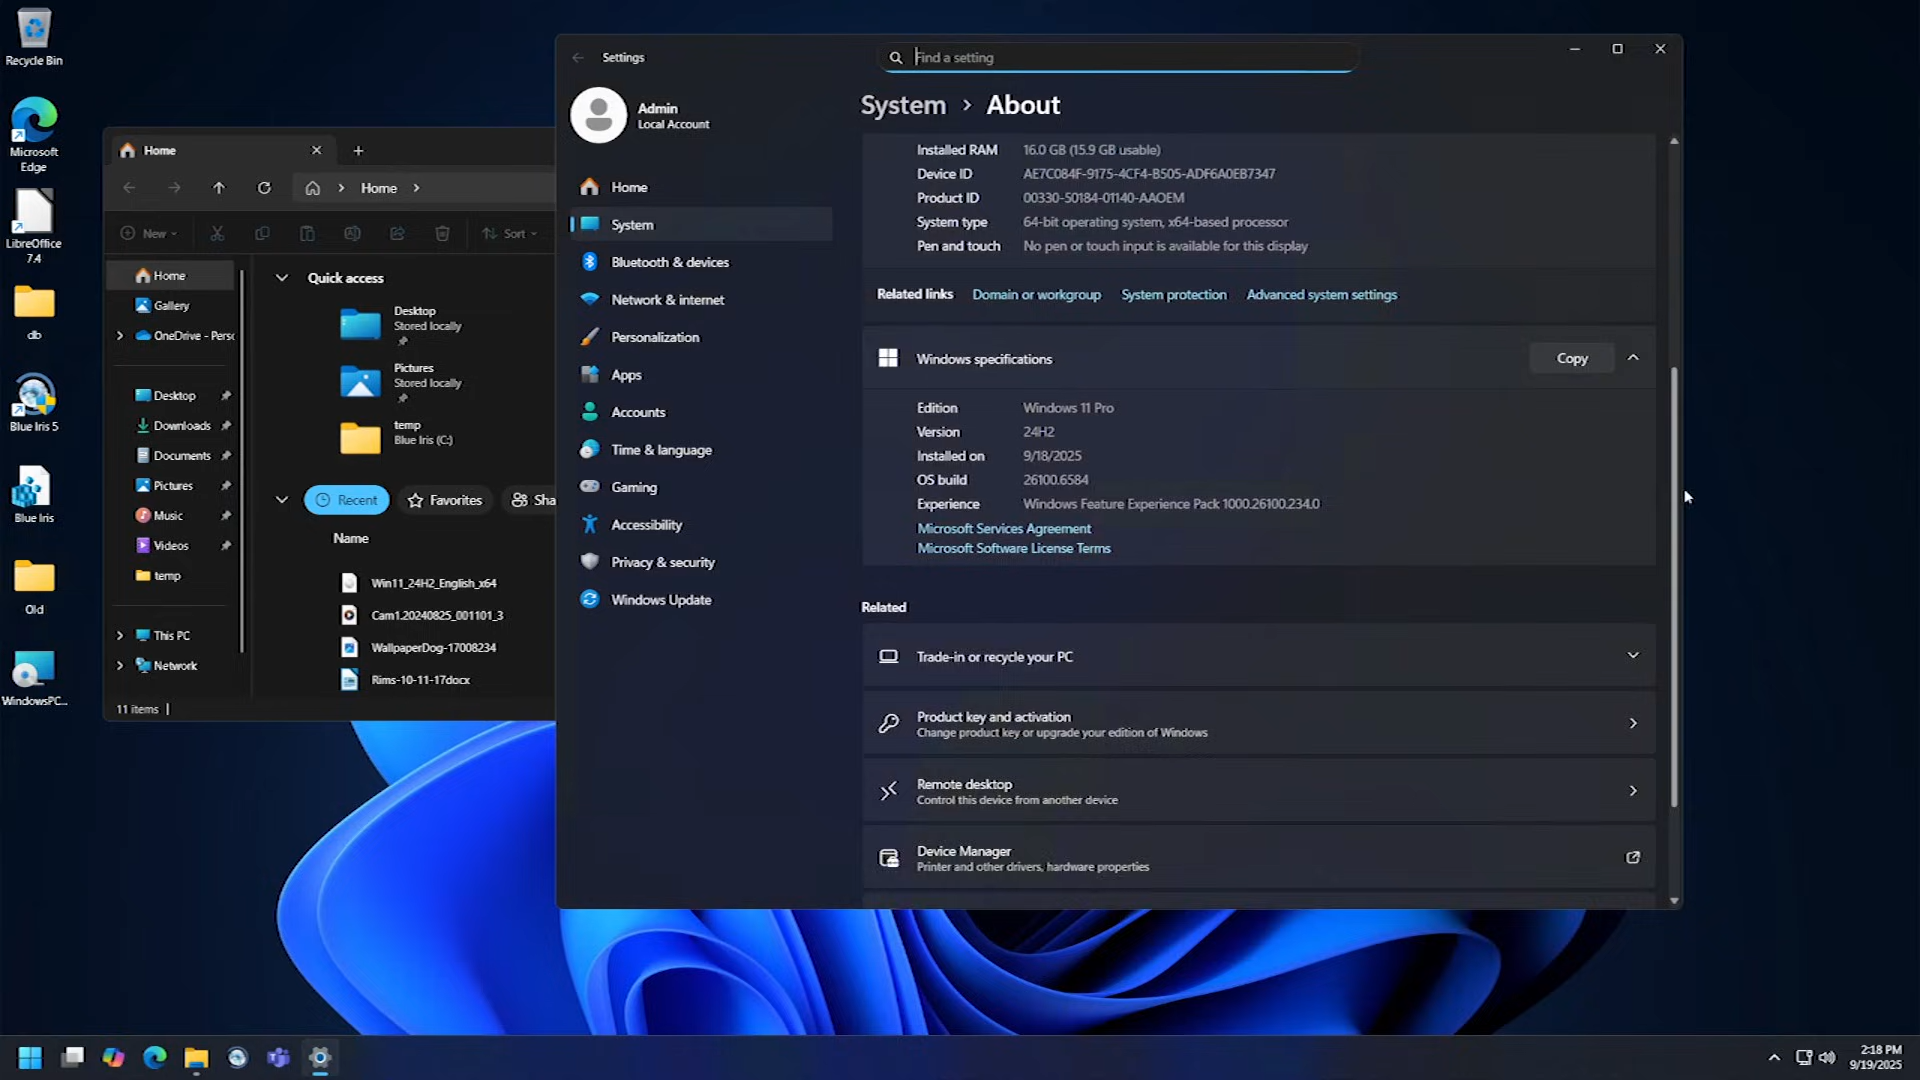 Recycle Bin
Microsoft
Edge
LibreOffice
7.4
db
Blue Iris 5
Blue Iris
Old
WindowsPC...
Home
Home
New
Sort
Home
Gallery
OneDrive - Persc
Desktop
Downloads
Documents
Pictures
Music
Videos
temp
This PC
Network
11 items
Quick access
Desktop
Stored locally
Pictures
Stored locally
temp
Blue Iris (C:)
Recent
Favorites
Sha
Name
Win11_24H2_English_x64
Cam1.20240825_001101_3
WallpaperDog-17008234
Rims-10-11-17docx
Settings
Find a setting
Admin
Local Account
Home
System
Bluetooth & devices
Network & internet
Personalization
Apps
Accounts
Time & language
Gaming
Accessibility
Privacy & security
Windows Update
System > About
Installed RAM 16.0 GB (15.9 GB usable)
Device ID AE7C084F-9175-4CF4-B505-ADF6A0EB7347
Product ID 00330-50184-01140-AAOEM
System type 64-bit operating system, x64-based processor
Pen and touch No pen or touch input is available for this display
Related links Domain or workgroup System protection Advanced system settings
Windows specifications Copy
Edition Windows 11 Pro
Version 24H2
Installed on 9/18/2025
OS build 26100.6584
Experience Windows Feature Experience Pack 1000.26100.234.0
Microsoft Services Agreement
Microsoft Software License Terms
Related
Trade-in or recycle your PC
Product key and activation
Change product key or upgrade your edition of Windows
Remote desktop
Control this device from another device
Device Manager
Printer and other drivers, hardware properties
2:18 PM
9/19/2025